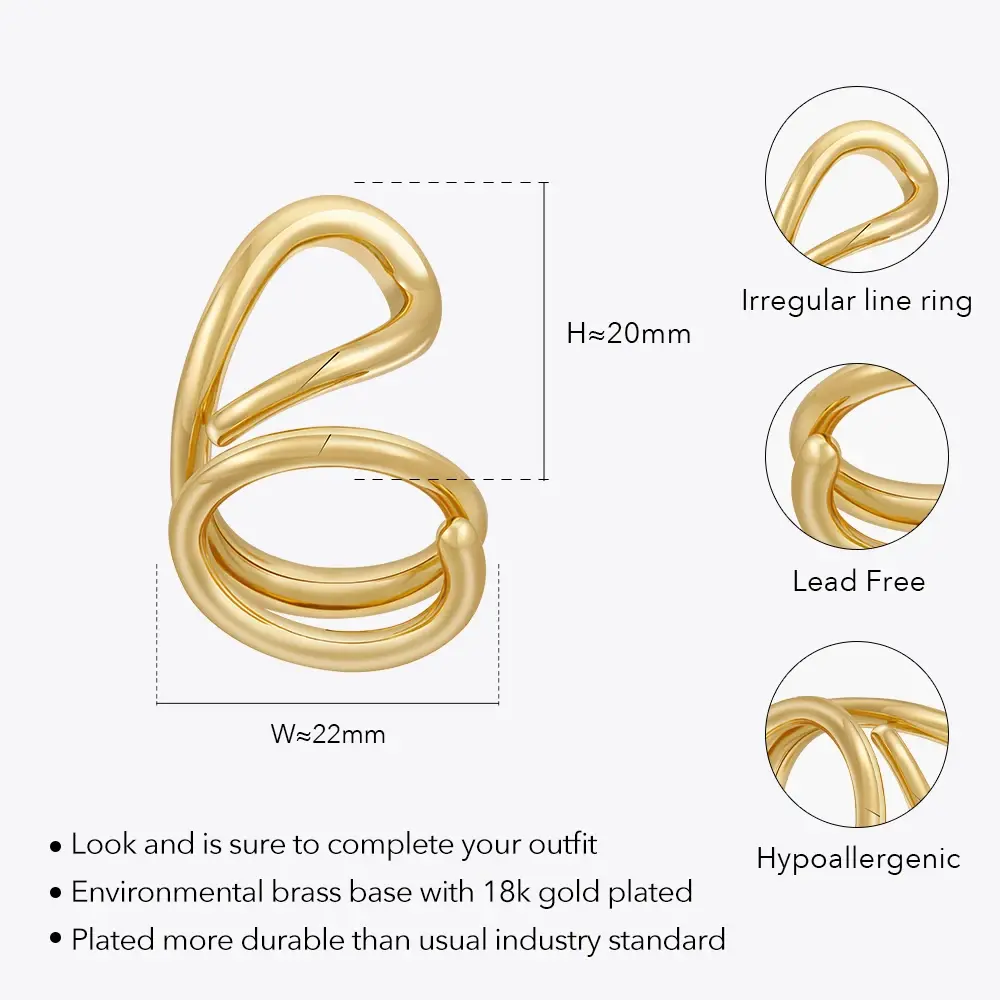 H≈20mm
W≈22mm
Irregular line ring
Lead Free
Hypoallergenic
• Look and is sure to complete your outfit
• Environmental brass base with 18k gold plated
• Plated more durable than usual industry standard